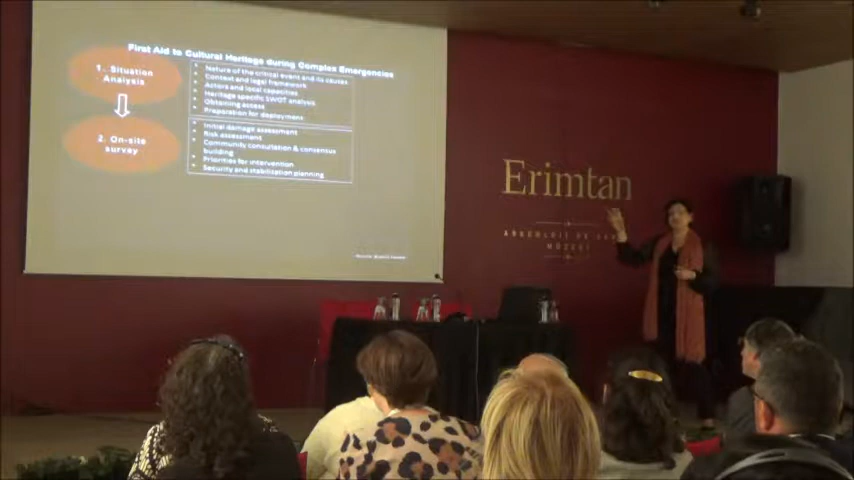 First Aid to Cultural Heritage during Complex Emergencies
1. Situation
Analysis
Nature of the critical event and its causes
Context and legal framework
Actors and local capacities
Heritage specific SWOT analysis
Obtaining access
Preparation for deployment
2. On-site
survey
Initial damage assessment
Risk assessment
Community consultation & consensus
building
Priorities for intervention
Security and stabilization planning
Erimtan
MÜZESİ